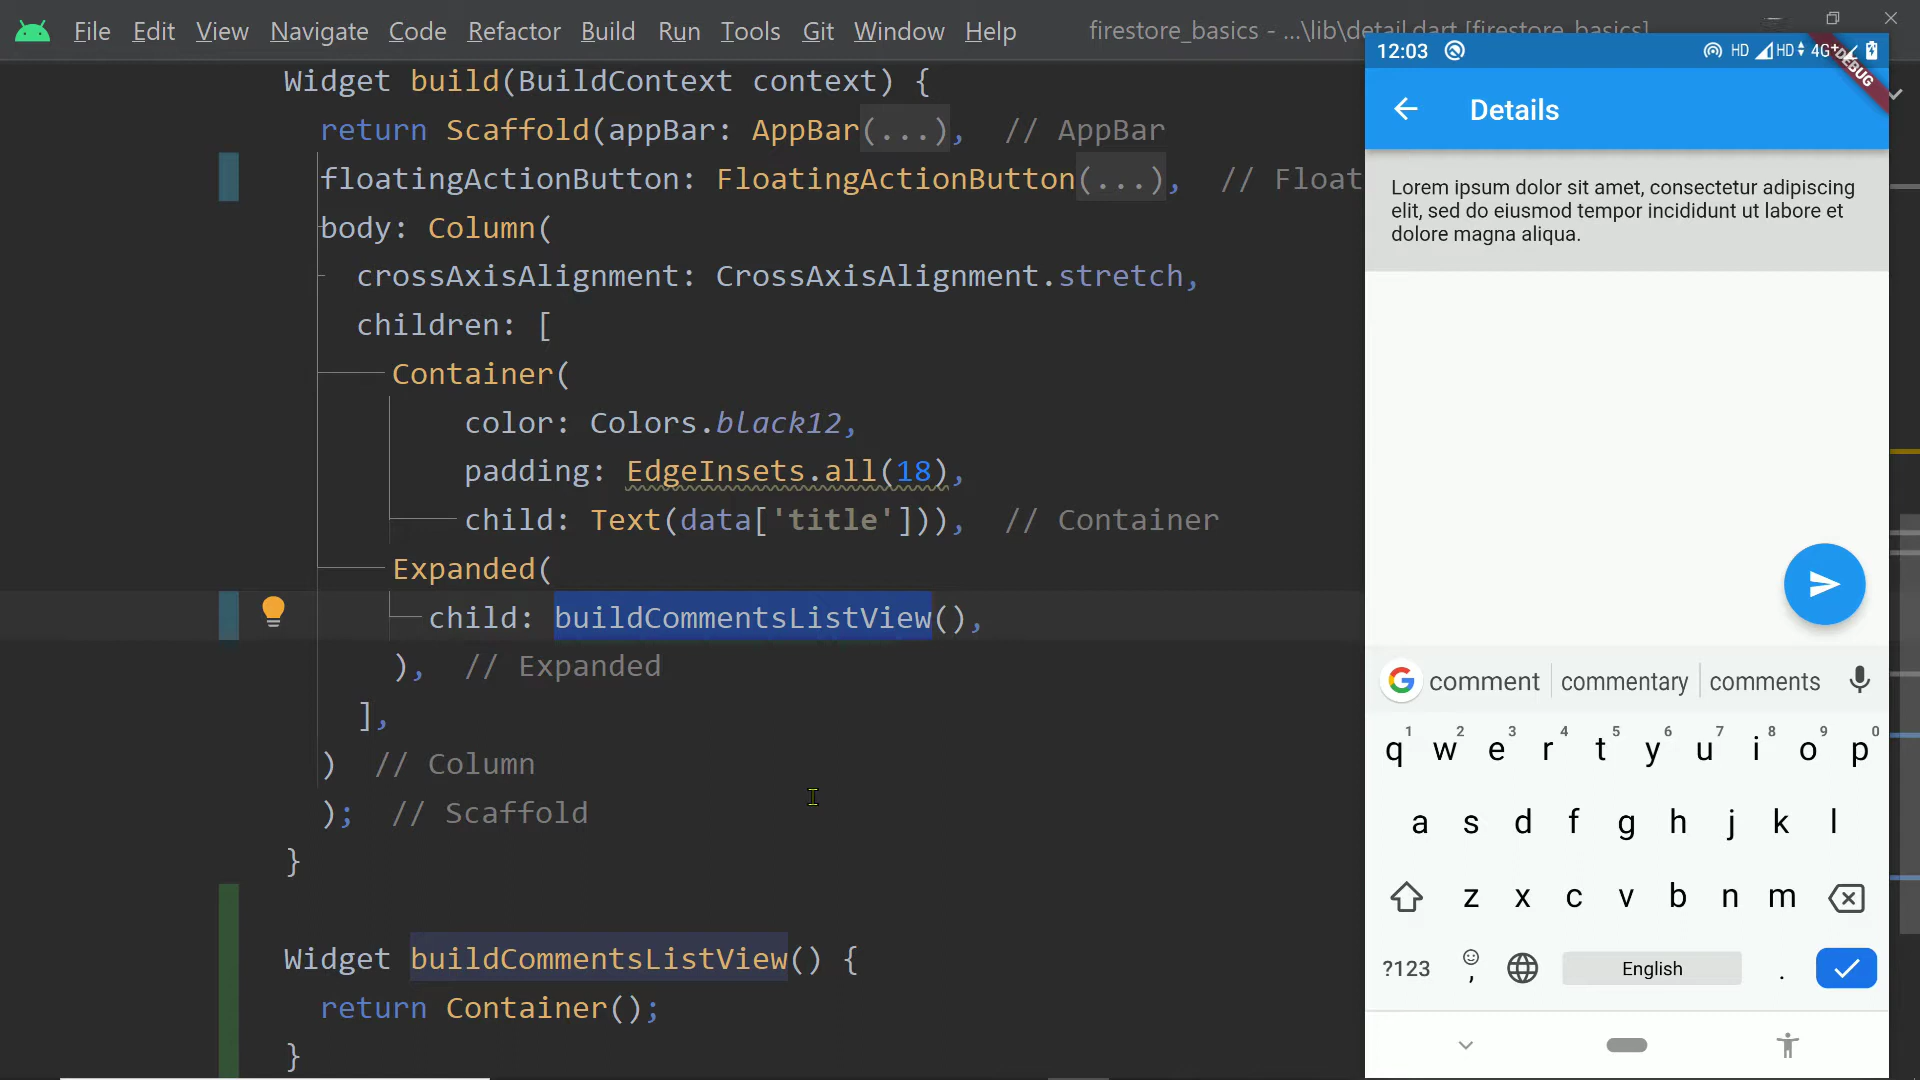 File Edit View Navigate Code Refactor Build Run Tools Git Window Help firestore_basics - ...\lib\detail.dart [firestore_basics]
Widget build(BuildContext context) {
return Scaffold(appBar: AppBar(...), // AppBar
floatingActionButton: FloatingActionButton(...), // Float
body: Column(
crossAxisAlignment: CrossAxisAlignment.stretch,
children: [
Container(
color: Colors.black12,
padding: EdgeInsets.all(18),
child: Text(data['title'])), // Container
Expanded(
child: buildCommentsListView(),
), // Expanded
],
) // Column
); // Scaffold
}
Widget buildCommentsListView() {
return Container();
}
12:03 HD HD 4G+
DEBUG
Details
Lorem ipsum dolor sit amet, consectetur adipiscing
elit, sed do eiusmod tempor incididunt ut labore et
dolore magna aliqua.
G comment commentary comments
1 2 3 4 5 6 7 8 9 0
q w e r t y u i o p
a s d f g h j k l
z x c v b n m
?123 , English .